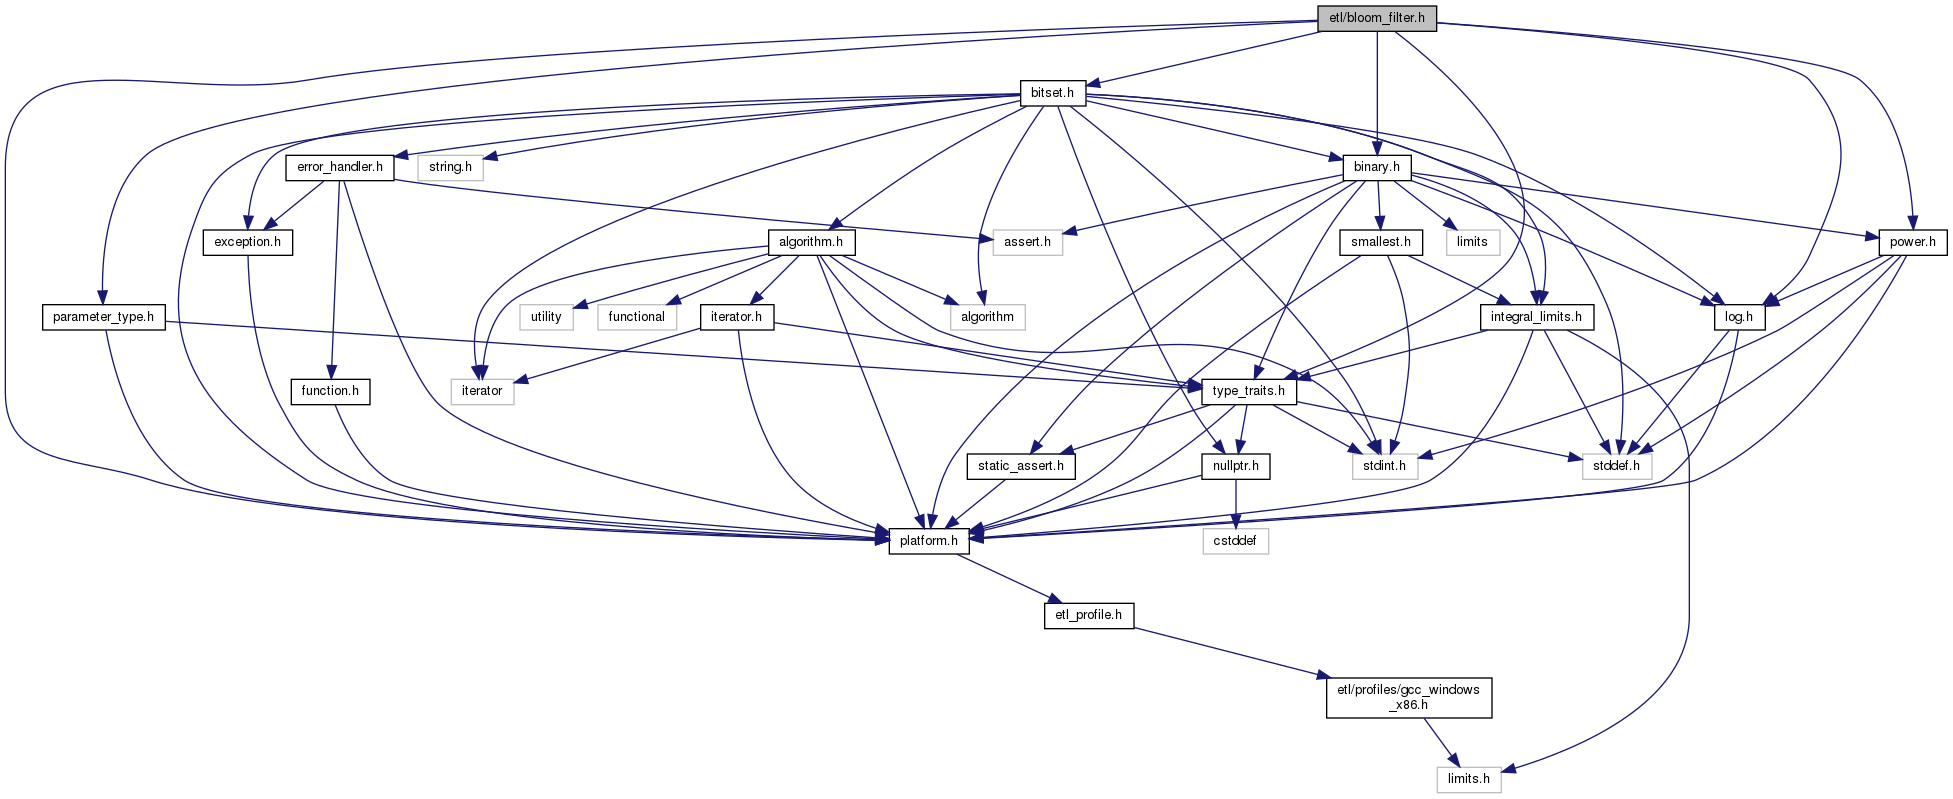 etl/bloom_filter.h
bitset.h
error_handler.h
string.h
binary.h
exception.h
algorithm.h
assert.h
smallest.h
limits
power.h
parameter_type.h
utility
functional
iterator.h
algorithm
integral_limits.h
log.h
function.h
iterator
type_traits.h
static_assert.h
nullptr.h
stdint.h
stddef.h
platform.h
cstddef
etl_profile.h
etl/profiles/gcc_windows
_x86.h
limits.h